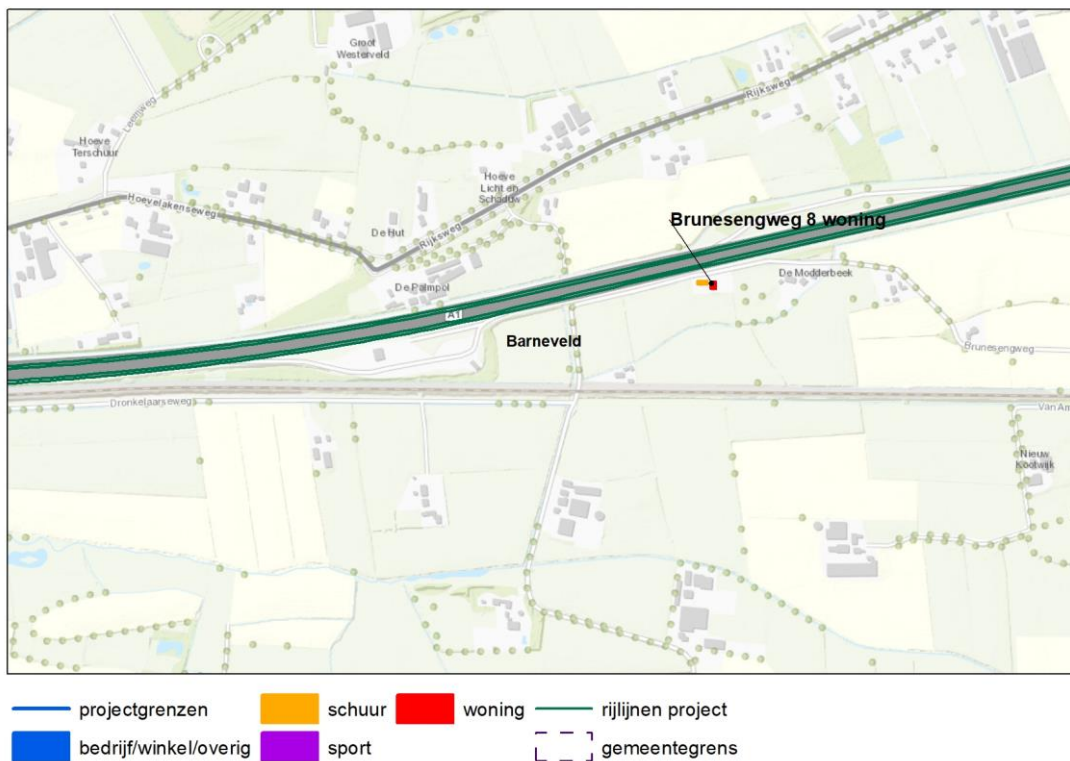 Groot
Westerveld
Leengweg
Rijksweg
Hoeve
Terschuur
Hoeve
Licht en
Schaduw
Hoevelakenseweg
De Hut
Rijksweg
Brunesengweg 8 woning
De Palmpol
De Modderbeek
A1
Barneveld
Brunesengweg
Dronkelaarseweg
Van Am
Nieuw
Kootwijk
projectgrenzen
schuur
woning
rijlijnen project
bedrijf/winkel/overig
sport
gemeentegrens